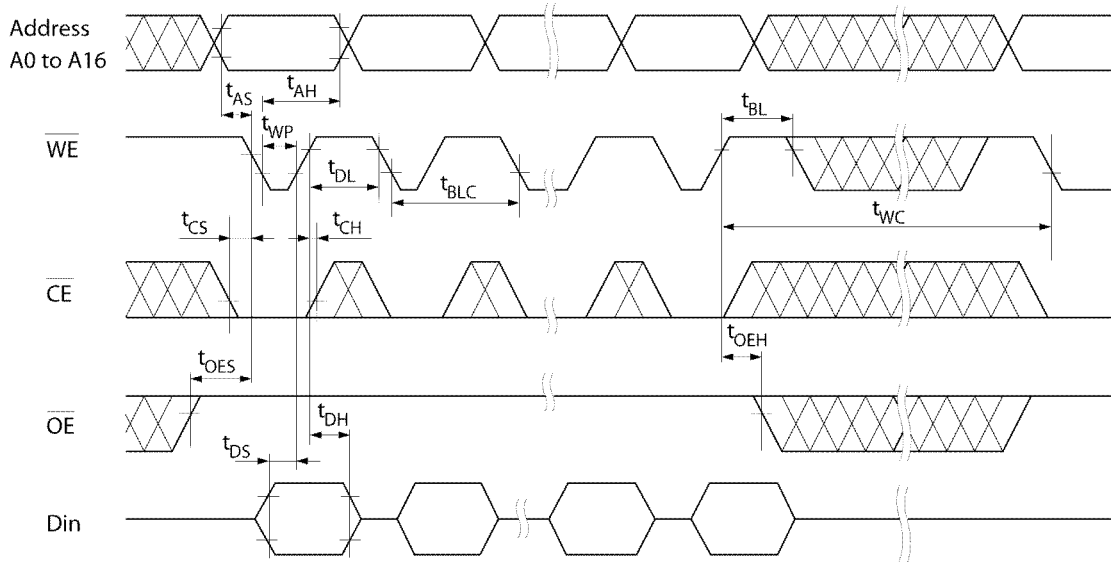 Address
A0 to A16
tAS
tAH
tWP
tBL
WE
tDL
tBLC
tWC
tCS
tCH
CE
tOES
tOEH
OE
tDH
tDS
Din